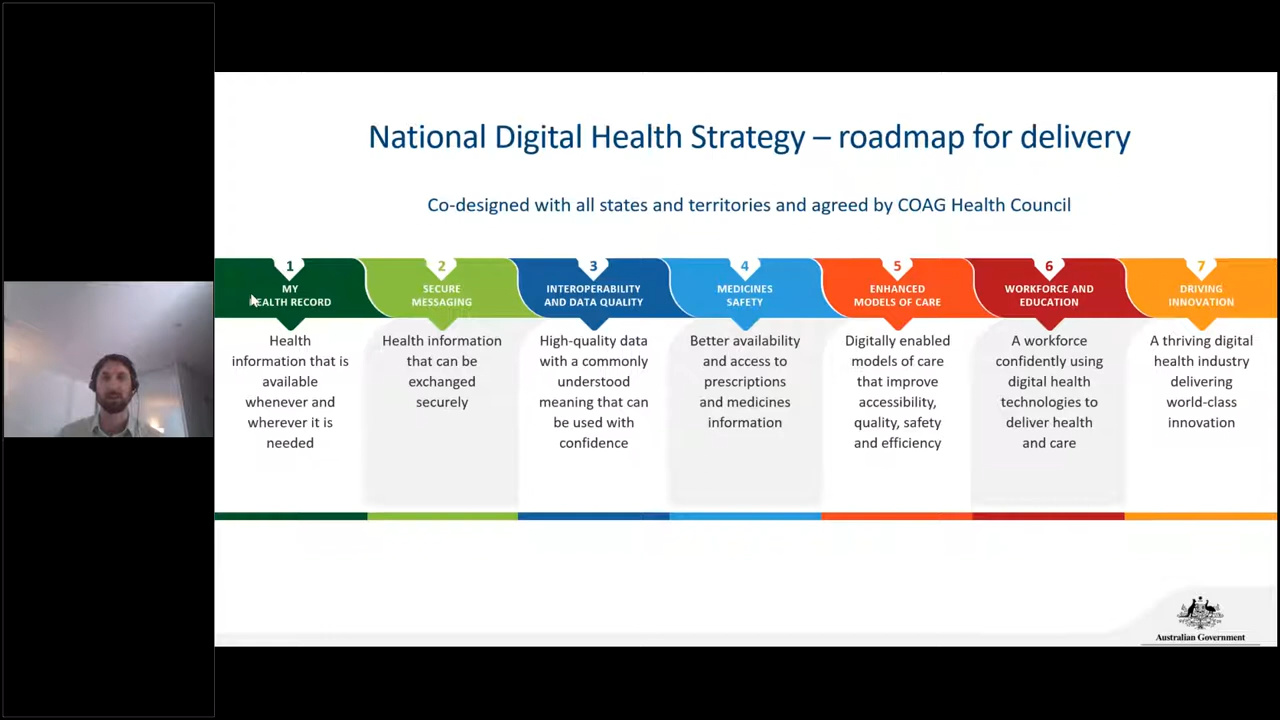 National Digital Health Strategy – roadmap for delivery
Co-designed with all states and territories and agreed by COAG Health Council
1
MY
HEALTH RECORD
Health
information that is
available
whenever and
wherever it is
needed
2
SECURE
MESSAGING
Health information
that can be
exchanged
securely
3
INTEROPERABILITY
AND DATA QUALITY
High-quality data
with a commonly
understood
meaning that can
be used with
confidence
4
MEDICINES
SAFETY
Better availability
and access to
prescriptions
and medicines
information
5
ENHANCED
MODELS OF CARE
Digitally enabled
models of care
that improve
accessibility,
quality, safety
and efficiency
6
WORKFORCE AND
EDUCATION
A workforce
confidently using
digital health
technologies to
deliver health
and care
7
DRIVING
INNOVATION
A thriving digital
health industry
delivering
world-class
innovation
Australian Government